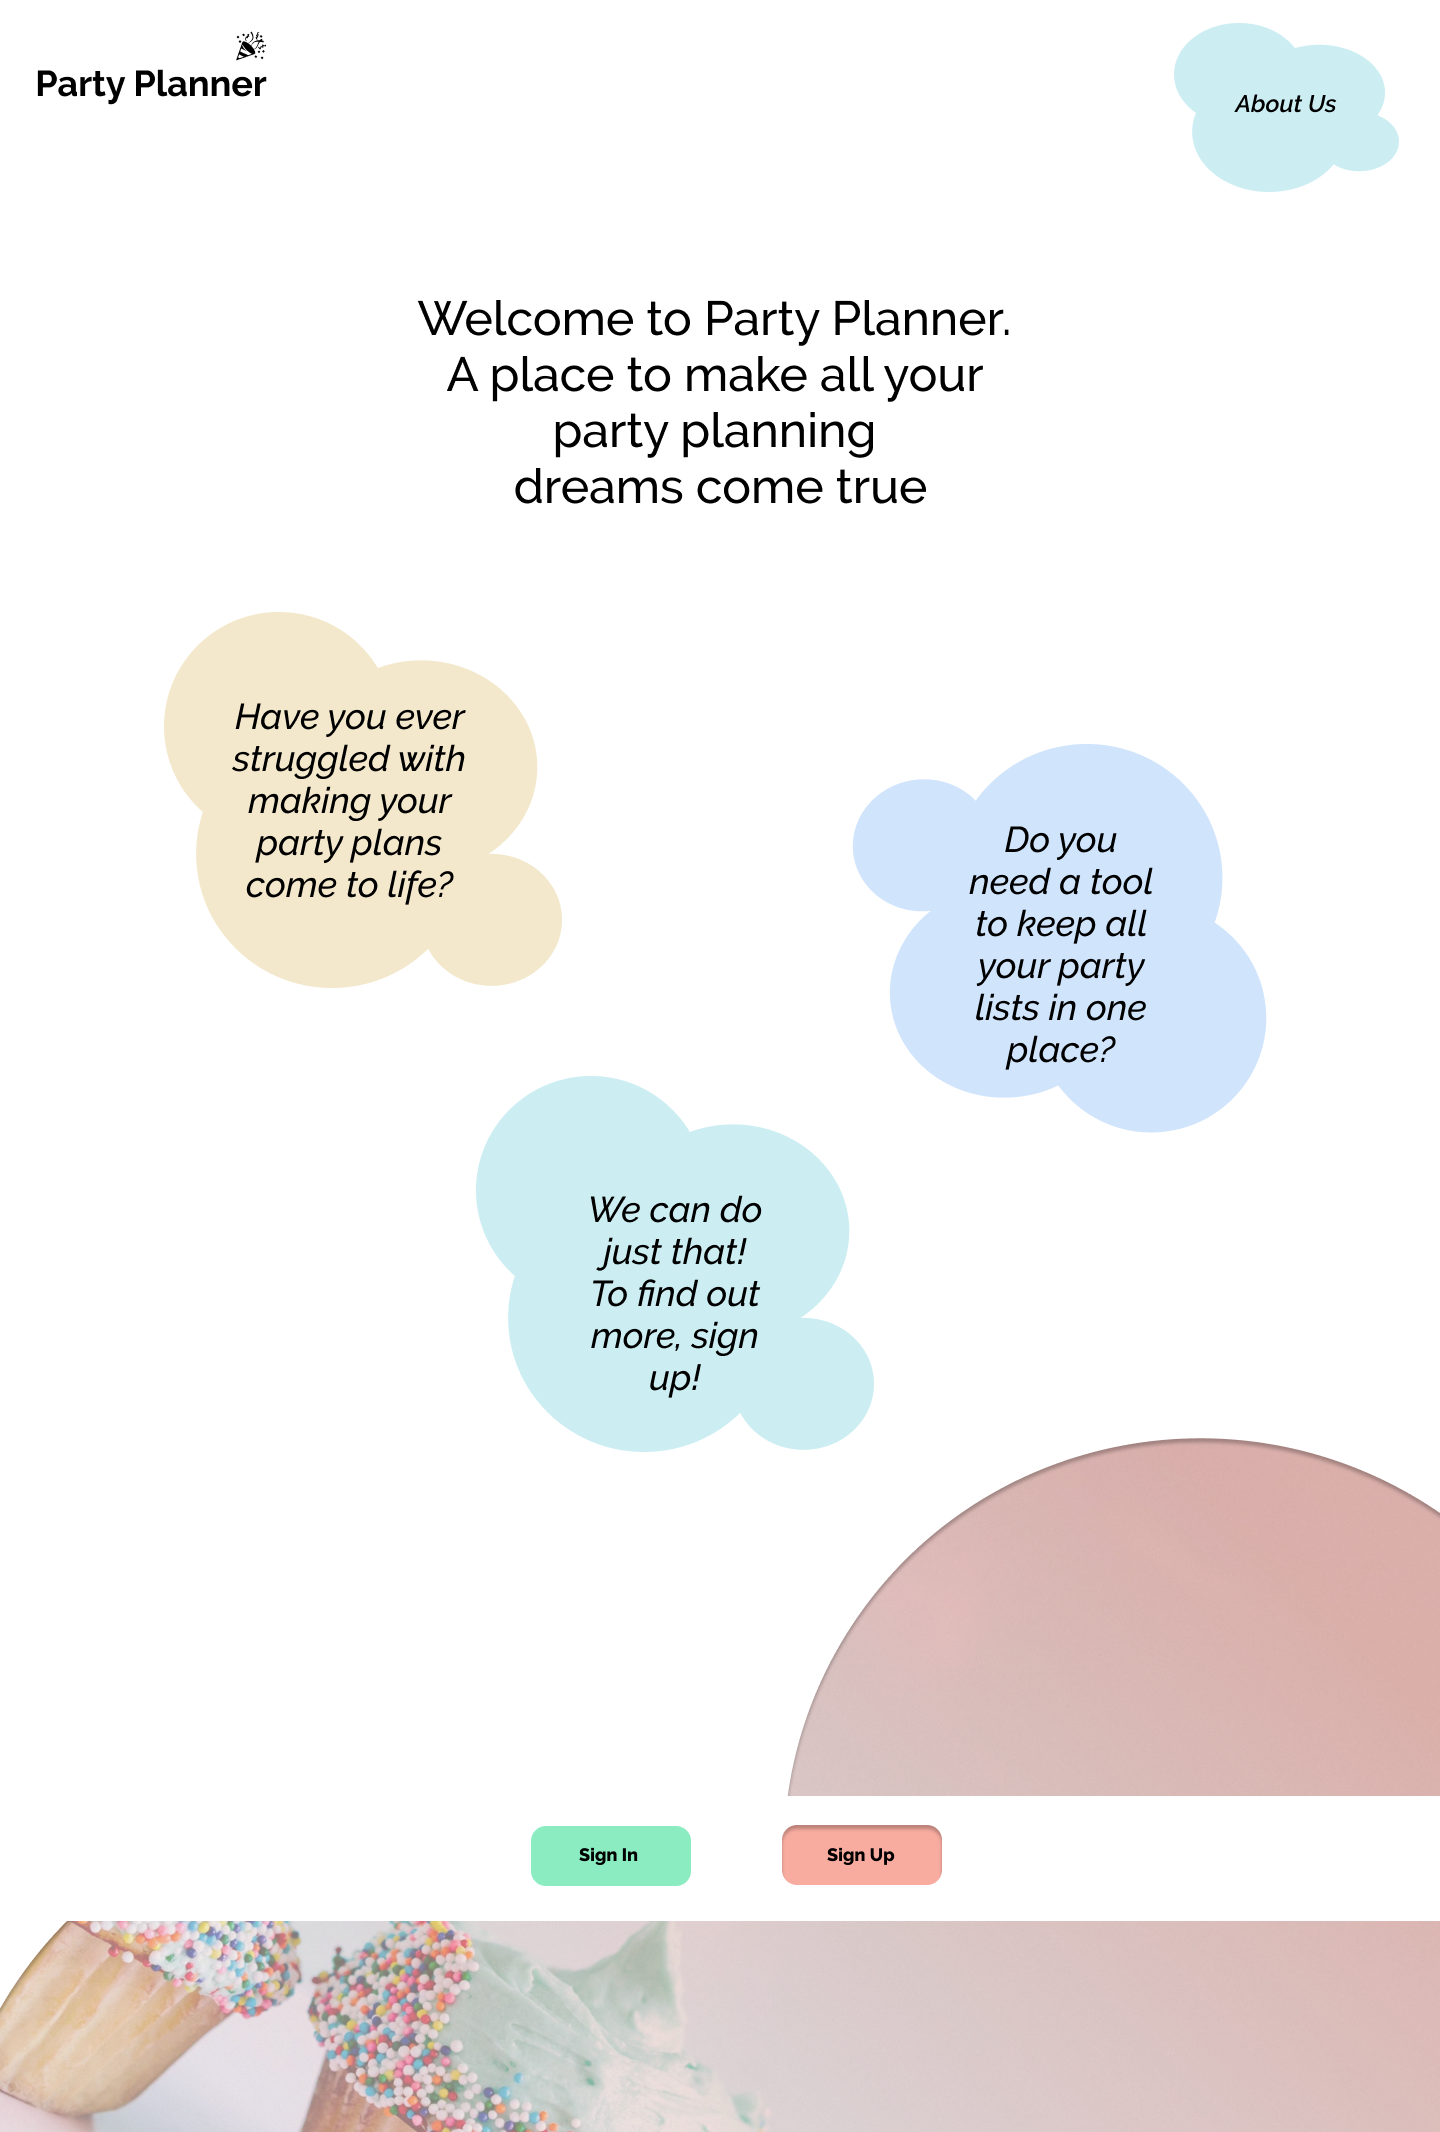 Party Planner
About Us
Welcome to Party Planner.
A place to make all your
party planning
dreams come true
Have you ever
struggled with
making your
party plans
come to life?
Do you
need a tool
to keep all
your party
lists in one
place?
We can do
just that!
To find out
more, sign
up!
Sign In
Sign Up